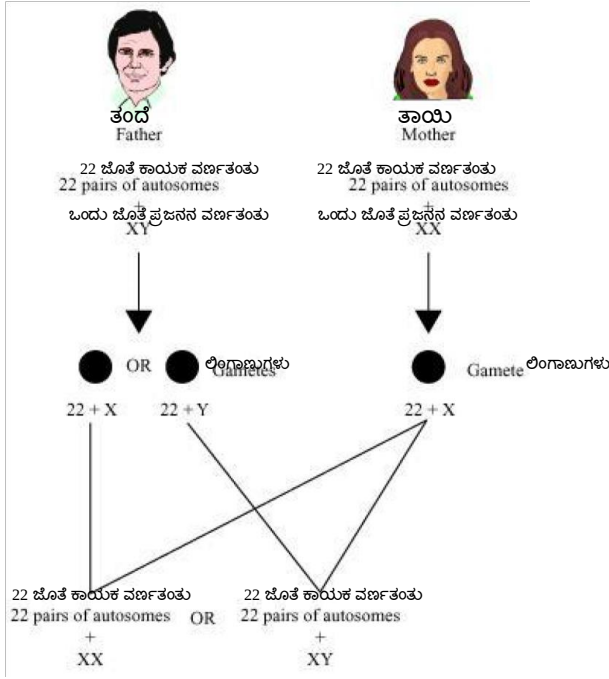 ತಂದೆ ತಾಯಿ
Father Mother
22 ಜೊತೆ ಕಾಯಕ ವರ್ಣತಂತು 22 ಜೊತೆ ಕಾಯಕ ವರ್ಣತಂತು
22 pairs of autosomes 22 pairs of autosomes
+
ಒಂದು ಜೊತೆ ಪ್ರಜನನ ವರ್ಣತಂತು ಒಂದು ಜೊತೆ ಪ್ರಜನನ ವರ್ಣತಂತು
XY XX
OR ಲಿಂಗಾಣುಗಳು Gametes Gamete ಲಿಂಗಾಣುಗಳು
22 + X 22 + Y 22 + X
22 ಜೊತೆ ಕಾಯಕ ವರ್ಣತಂತು 22 ಜೊತೆ ಕಾಯಕ ವರ್ಣತಂತು
22 pairs of autosomes OR 22 pairs of autosomes
+ +
XX XY